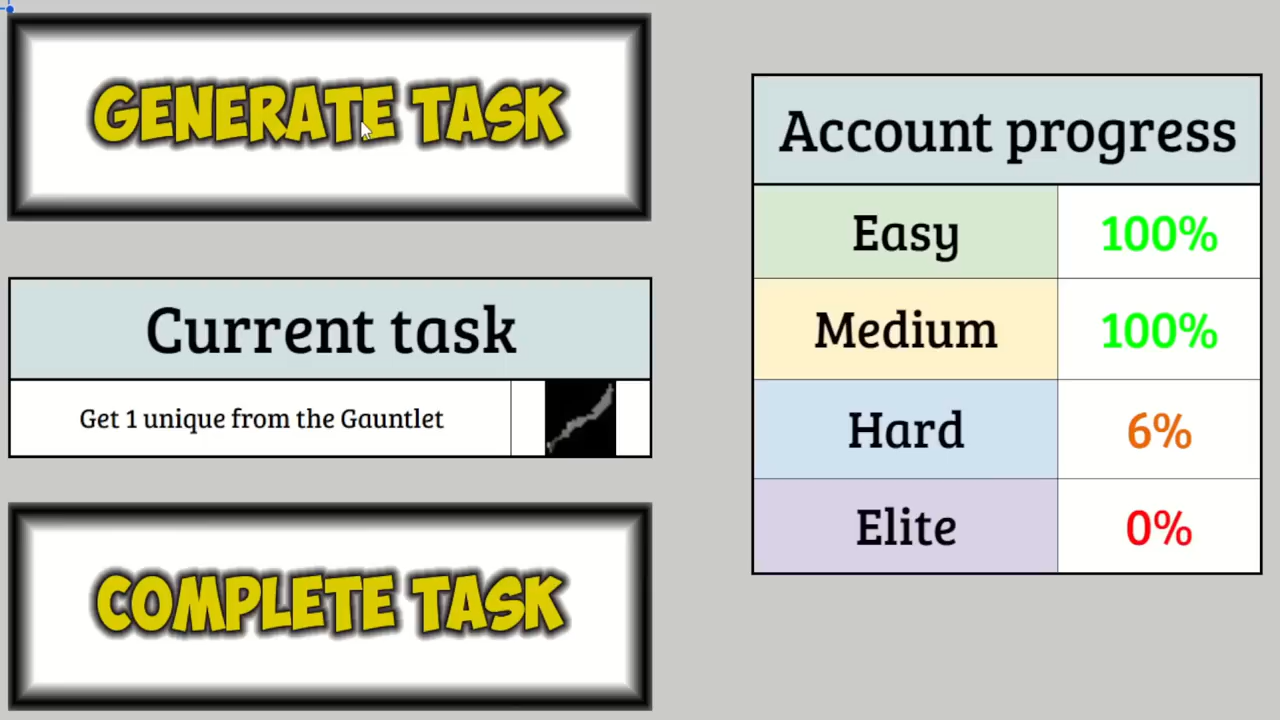 GENERATE TASK
Current task
Get 1 unique from the Gauntlet
COMPLETE TASK
Account progress
Easy 100%
Medium 100%
Hard 6%
Elite 0%